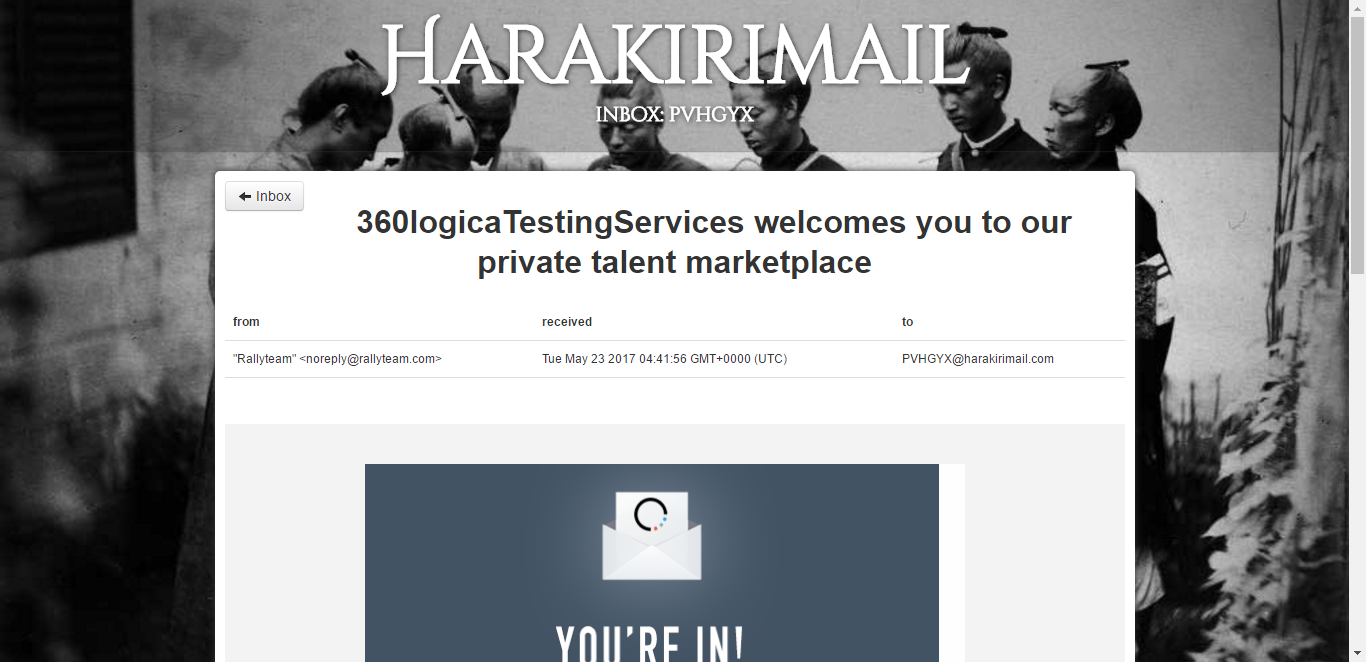 HARAKIRIMAIL
INBOX: PVHGYX
Inbox
360logicaTestingServices welcomes you to our
private talent marketplace
from received to
"Rallyteam" <noreply@rallyteam.com> Tue May 23 2017 04:41:56 GMT+0000 (UTC) PVHGYX@harakirimail.com
YOU'RE IN!